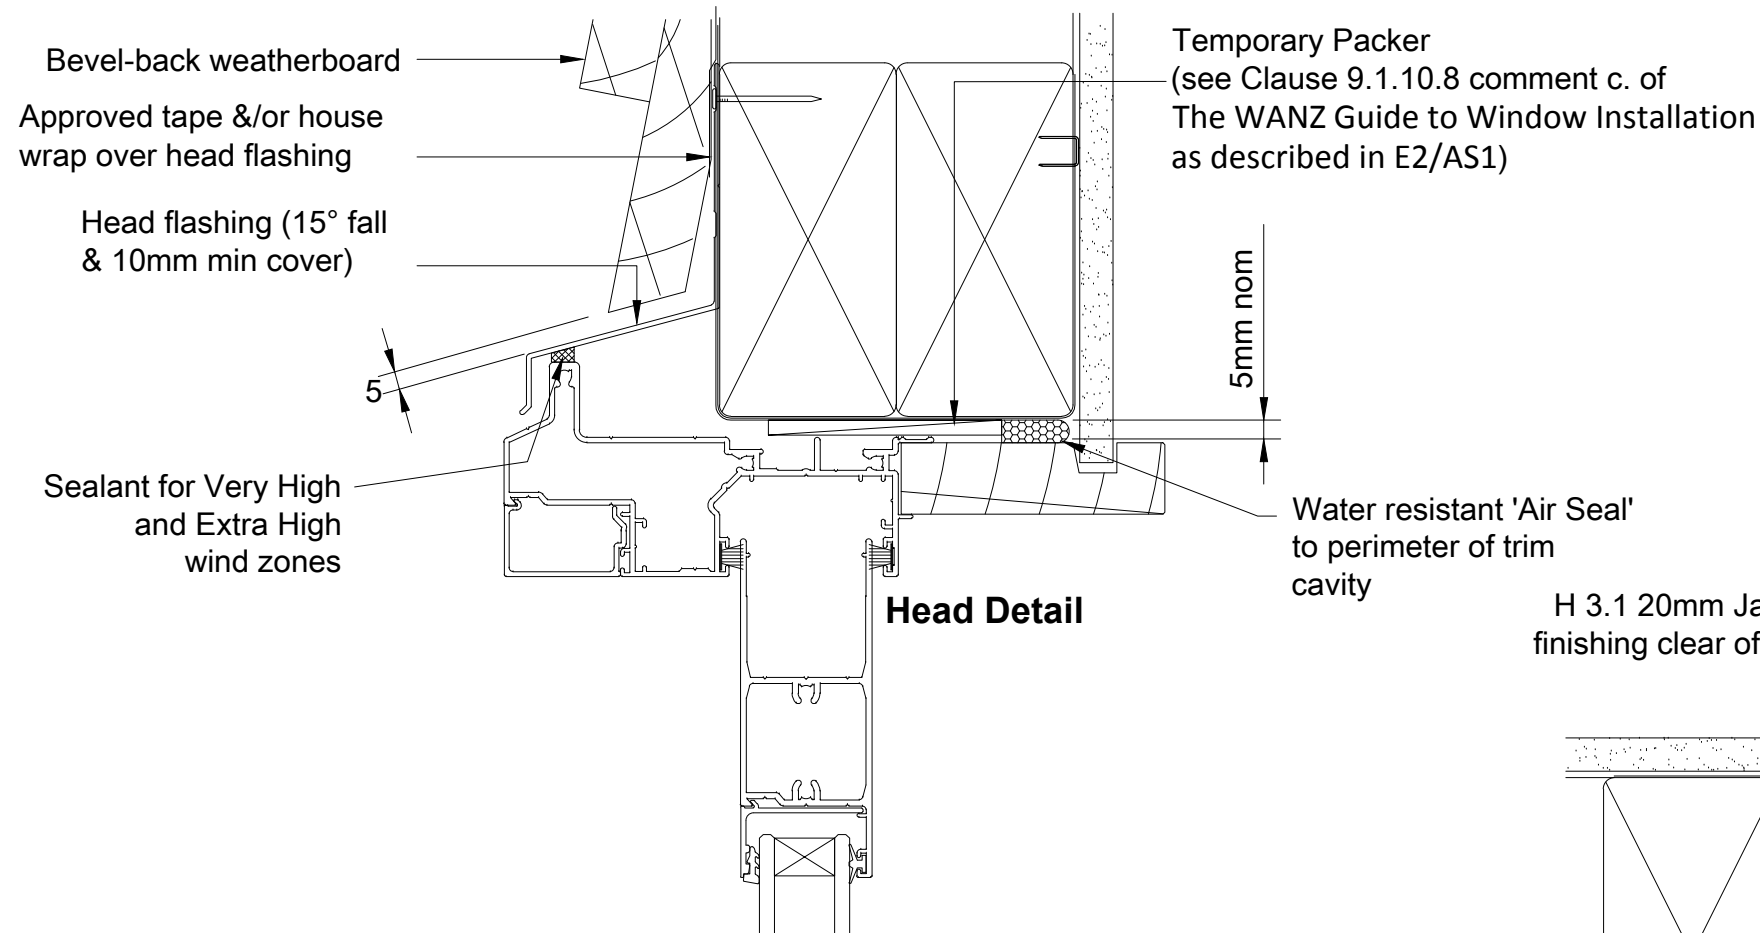 Bevel-back weatherboard
Approved tape &/or house
wrap over head flashing
Head flashing (15° fall
& 10mm min cover)
5
Sealant for Very High
and Extra High
wind zones
Temporary Packer
(see Clause 9.1.10.8 comment c. of
The WANZ Guide to Window Installation
as described in E2/AS1)
5mm nom
Water resistant 'Air Seal'
to perimeter of trim
cavity
Head Detail
H 3.1 20mm Ja
finishing clear of